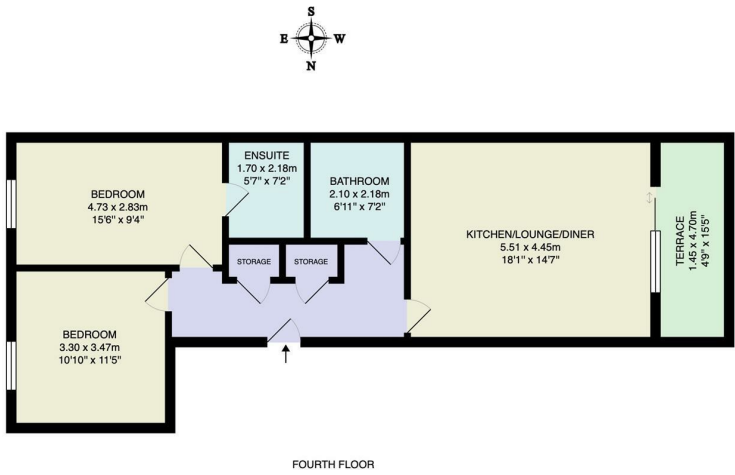 S
E W
N
BEDROOM
4.73 x 2.83m
15'6" x 9'4"
ENSUITE
1.70 x 2.18m
5'7" x 7'2"
BATHROOM
2.10 x 2.18m
6'11" x 7'2"
KITCHEN/LOUNGE/DINER
5.51 x 4.45m
18'1" x 14'7"
TERRACE
1.45 x 4.70m
4'9" x 15'5"
STORAGE
STORAGE
BEDROOM
3.30 x 3.47m
10'10" x 11'5"
FOURTH FLOOR